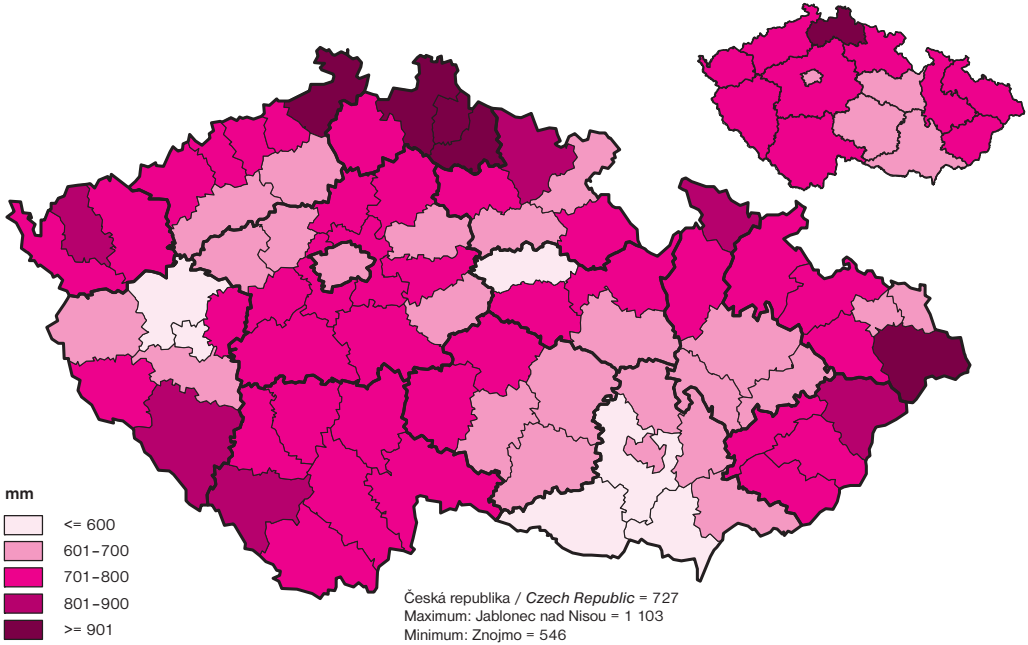 mm
<= 600
601–700
701–800
801–900
>= 901
Česká republika / Czech Republic = 727
Maximum: Jablonec nad Nisou = 1 103
Minimum: Znojmo = 546